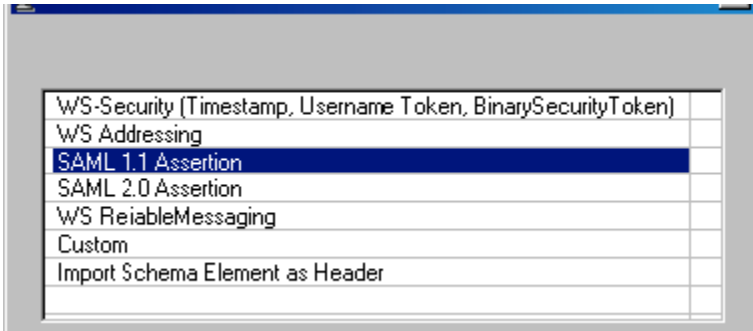 WS-Security (Timestamp, Username Token, BinarySecurityToken)
WS Addressing
SAML 1.1 Assertion
SAML 2.0 Assertion
WS ReiableMessaging
Custom
Import Schema Element as Header